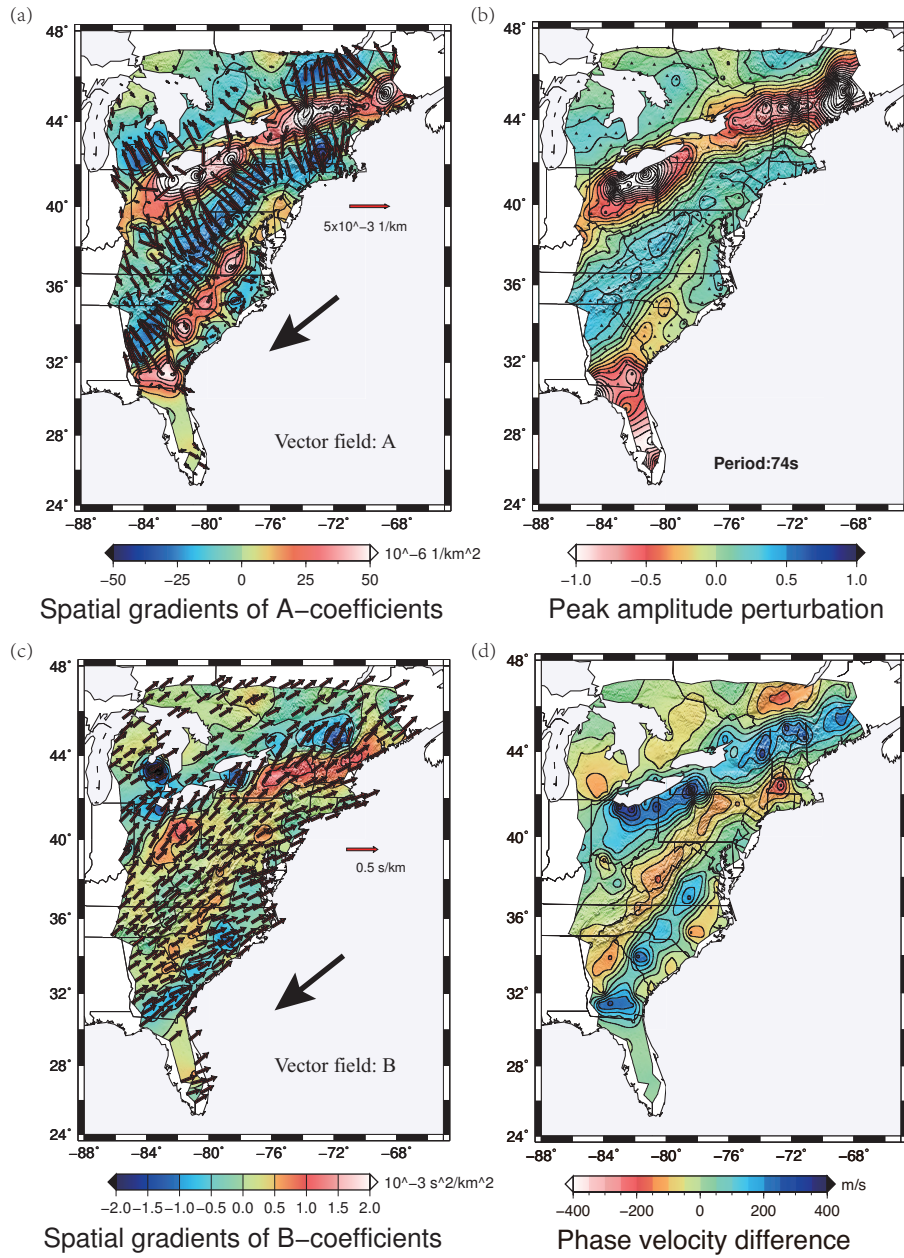 (a)
(b)
48°
44°
40°
36°
32°
28°
24°
5x10^−3 1/km
Vector field: A
−88° −84° −80° −76° −72° −68°
10^−6 1/km^2
−50 −25 0 25 50
Spatial gradients of A−coefficients
48°
44°
40°
36°
32°
28°
24°
Period:74s
−88° −84° −80° −76° −72° −68°
−1.0 −0.5 0.0 0.5 1.0
Peak amplitude perturbation
(c)
(d)
48°
44°
40°
36°
32°
28°
24°
0.5 s/km
Vector field: B
−88° −84° −80° −76° −72° −68°
10^−3 s^2/km^2
−2.0 −1.5 −1.0 −0.5 0.0 0.5 1.0 1.5 2.0
Spatial gradients of B−coefficients
48°
44°
40°
36°
32°
28°
24°
−88° −84° −80° −76° −72° −68°
m/s
−400 −200 0 200 400
Phase velocity difference